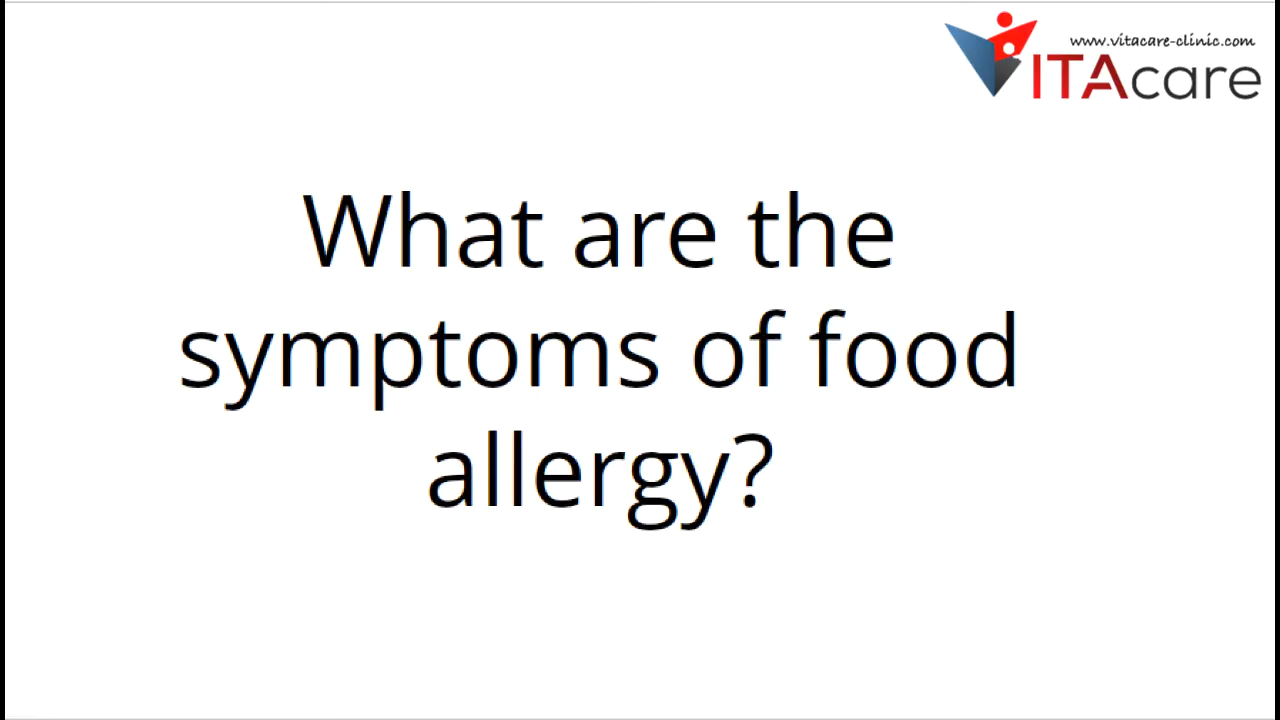 www.vitacare-clinic.com
VITAcare
What are the
symptoms of food
allergy?